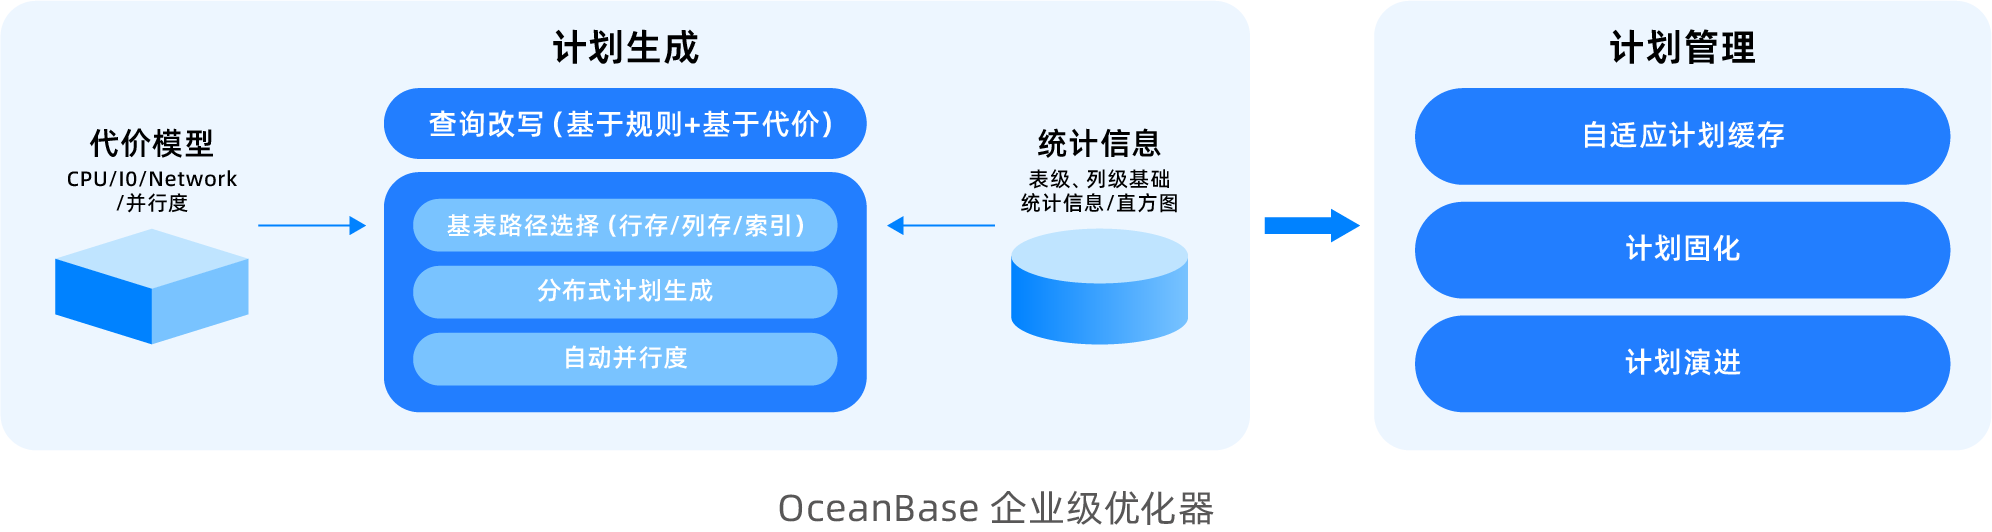 计划生成
查询改写（基于规则+基于代价）
代价模型
CPU/I0/Network
/并行度
基表路径选择（行存/列存/索引）
分布式计划生成
自动并行度
统计信息
表级、列级基础
统计信息/直方图
计划管理
自适应计划缓存
计划固化
计划演进
OceanBase 企业级优化器